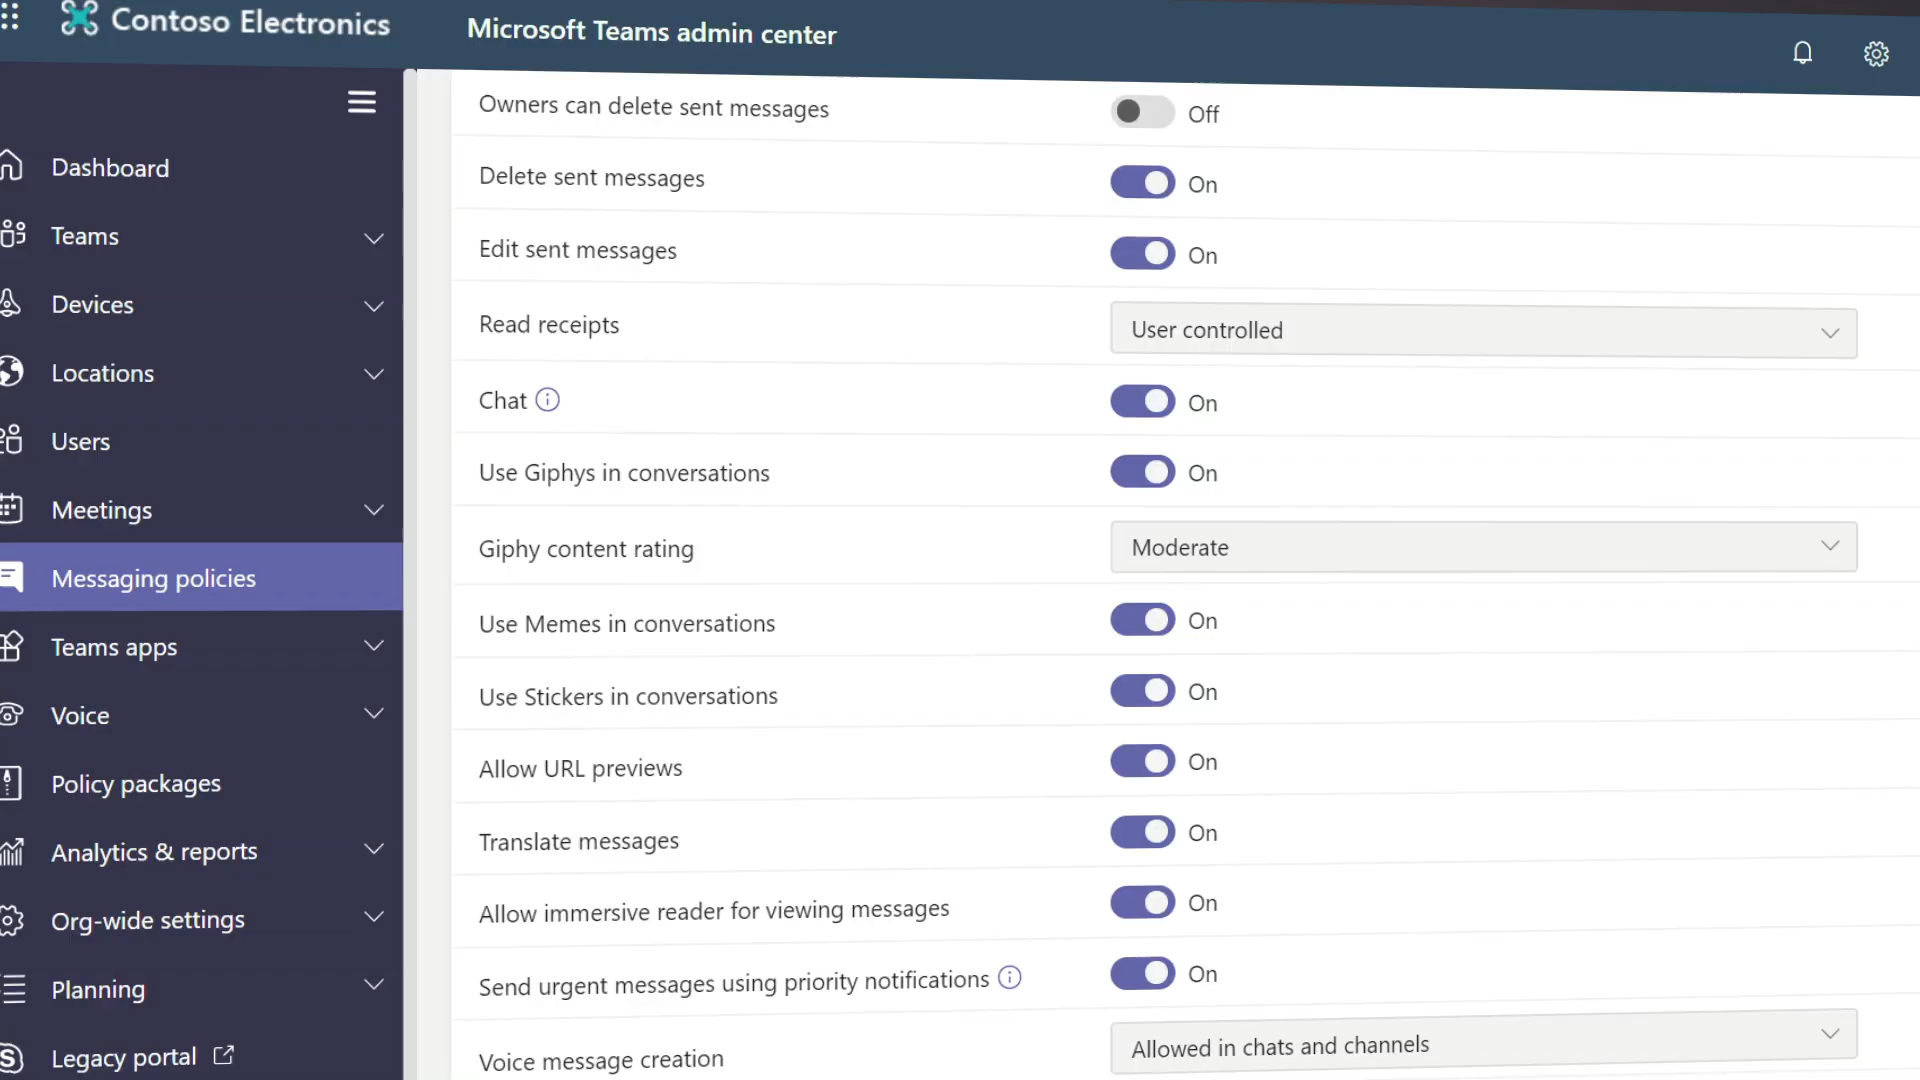 Contoso Electronics
Microsoft Teams admin center
Dashboard
Teams
Devices
Locations
Users
Meetings
Messaging policies
Teams apps
Voice
Policy packages
Analytics & reports
Org-wide settings
Planning
Legacy portal
Owners can delete sent messages Off
Delete sent messages On
Edit sent messages On
Read receipts User controlled
Chat On
Use Giphys in conversations On
Giphy content rating Moderate
Use Memes in conversations On
Use Stickers in conversations On
Allow URL previews On
Translate messages On
Allow immersive reader for viewing messages On
Send urgent messages using priority notifications On
Voice message creation Allowed in chats and channels